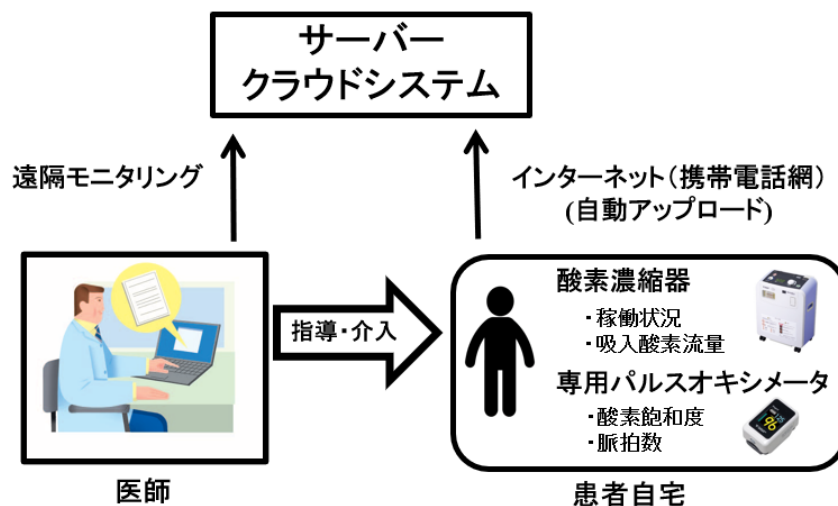 サーバー
クラウドシステム
遠隔モニタリング
インターネット(携帯電話網)
(自動アップロード)
指導・介入
酸素濃縮器
・稼働状況
・吸入酸素流量
専用パルスオキシメータ
・酸素飽和度
・脈拍数
96
医師
患者自宅